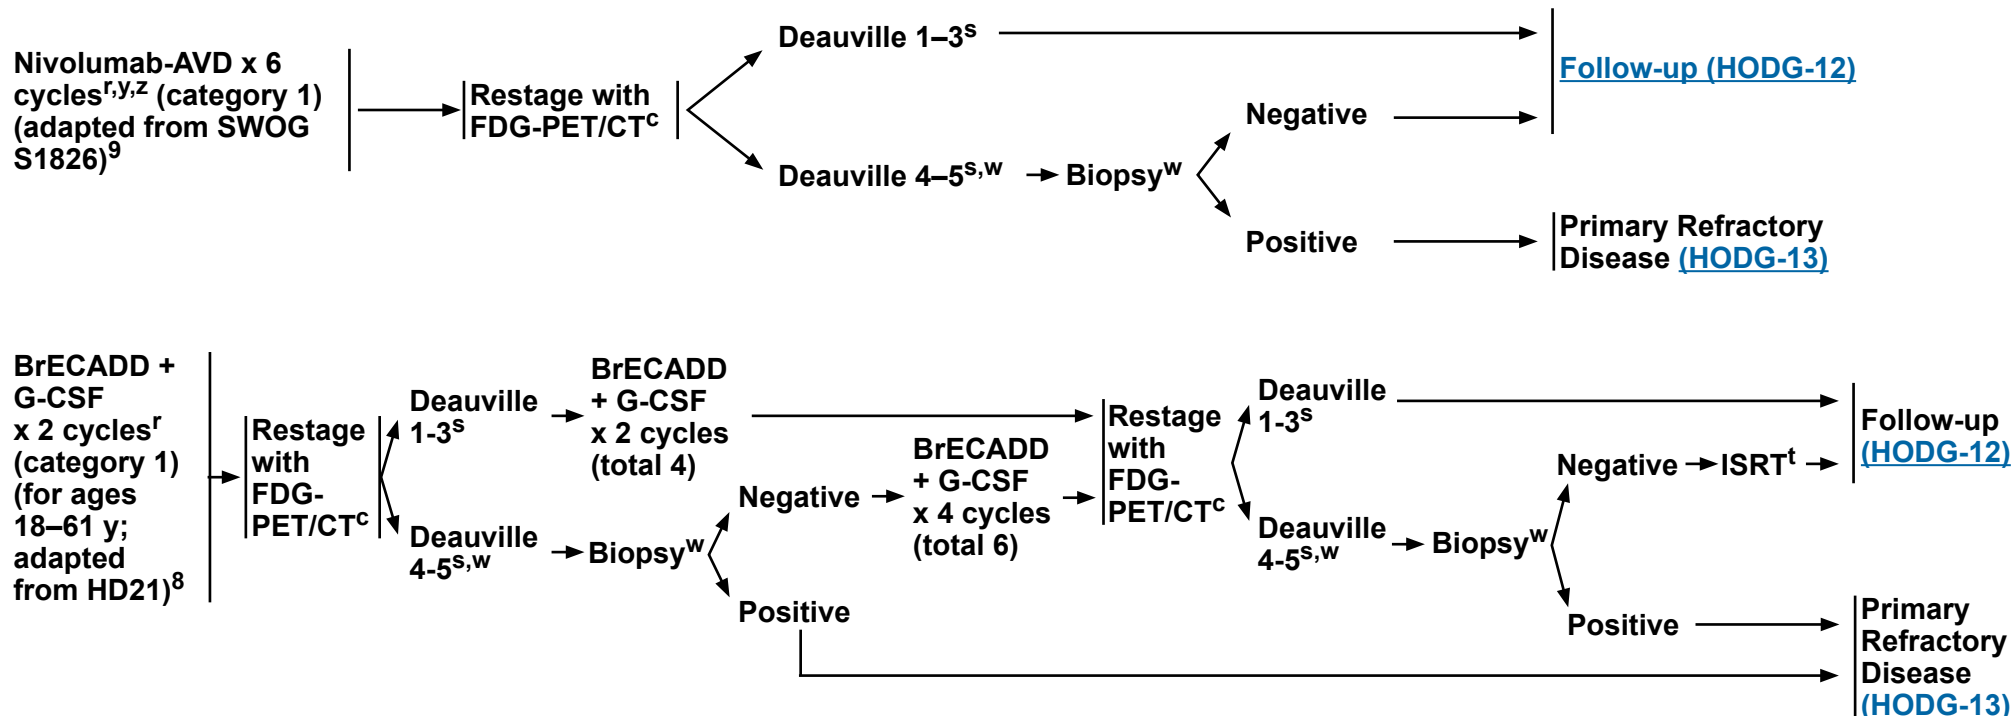 Nivolumab-AVD x 6
cycles^r,y,z (category 1)
(adapted from SWOG
S1826)^9
Restage with
FDG-PET/CT^c
Deauville 1–3^s
Deauville 4–5^s,w
Biopsy^w
Negative
Positive
Follow-up (HODG-12)
Primary Refractory
Disease (HODG-13)
BrECADD +
G-CSF
x 2 cycles^r
(category 1)
(for ages
18–61 y;
adapted
from HD21)^8
Restage
with
FDG-
PET/CT^c
Deauville
1-3^s
BrECADD
+ G-CSF
x 2 cycles
(total 4)
Deauville
4-5^s,w
Biopsy^w
Negative
BrECADD
+ G-CSF
x 4 cycles
(total 6)
Positive
Restage
with
FDG-
PET/CT^c
Deauville
1-3^s
Deauville
4-5^s,w
Biopsy^w
Negative
ISRT^t
Positive
Follow-up
(HODG-12)
Primary
Refractory
Disease
(HODG-13)